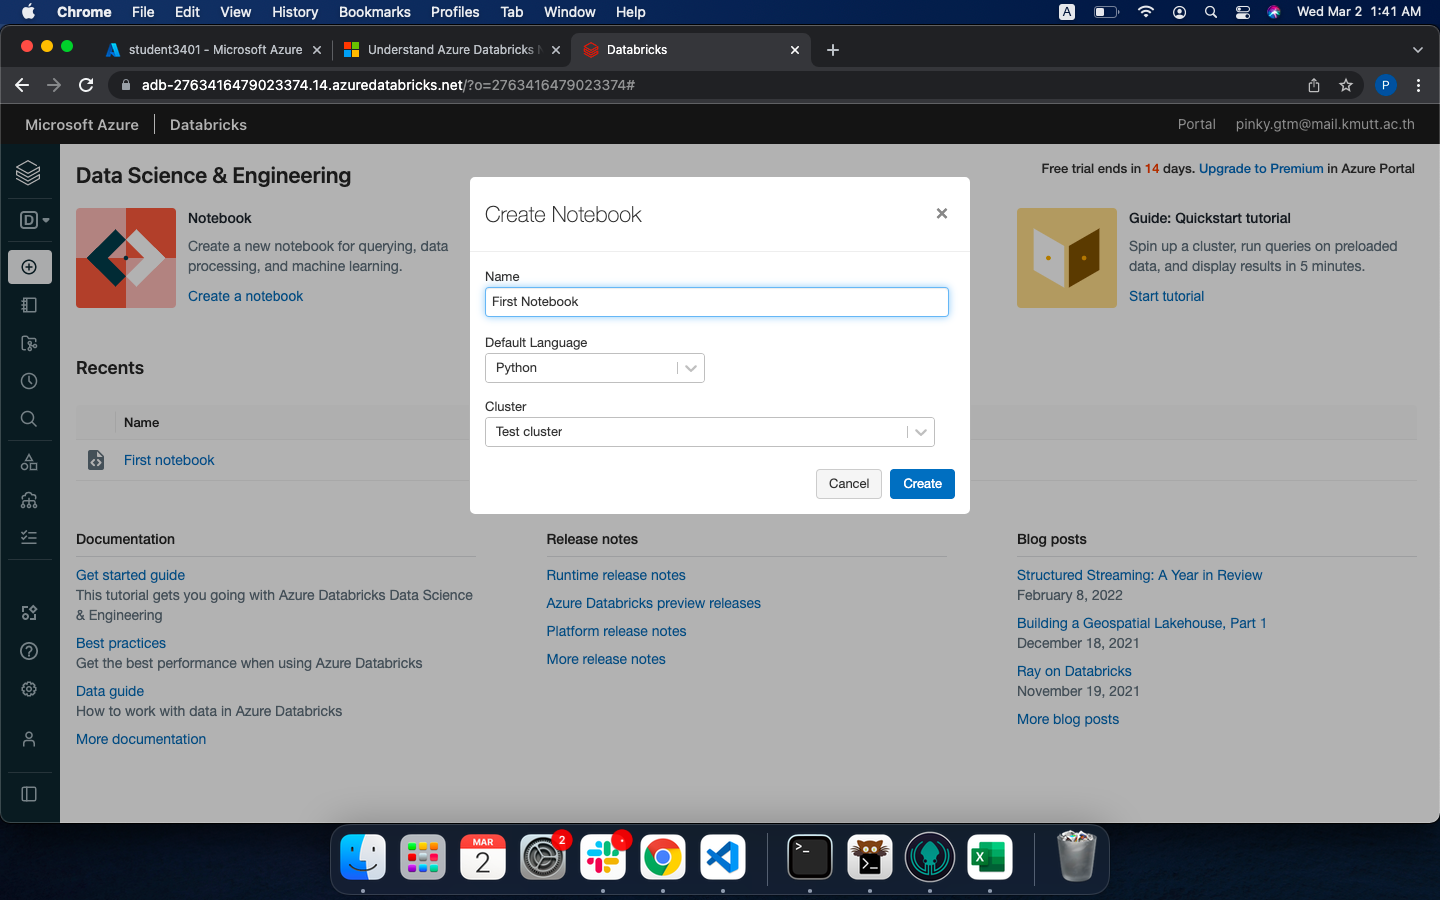 Chrome File Edit View History Bookmarks Profiles Tab Window Help A Wed Mar 2 1:41 AM
student3401 - Microsoft Azure Understand Azure Databricks Databricks
adb-2763416479023374.14.azuredatabricks.net/?o=2763416479023374# P
Microsoft Azure Databricks Portal pinky.gtm@mail.kmutt.ac.th
D
Data Science & Engineering
Free trial ends in 14 days. Upgrade to Premium in Azure Portal
Notebook
Create a new notebook for querying, data
processing, and machine learning.
Create a notebook
Guide: Quickstart tutorial
Spin up a cluster, run queries on preloaded
data, and display results in 5 minutes.
Start tutorial
Create Notebook
Name
First Notebook
Default Language
Python
Cluster
Test cluster
Cancel Create
Recents
Name
First notebook
Documentation
Get started guide
This tutorial gets you going with Azure Databricks Data Science
& Engineering
Best practices
Get the best performance when using Azure Databricks
Data guide
How to work with data in Azure Databricks
More documentation
Release notes
Runtime release notes
Azure Databricks preview releases
Platform release notes
More release notes
Blog posts
Structured Streaming: A Year in Review
February 8, 2022
Building a Geospatial Lakehouse, Part 1
December 18, 2021
Ray on Databricks
November 19, 2021
More blog posts
MAR
2
2
>_
>_
X